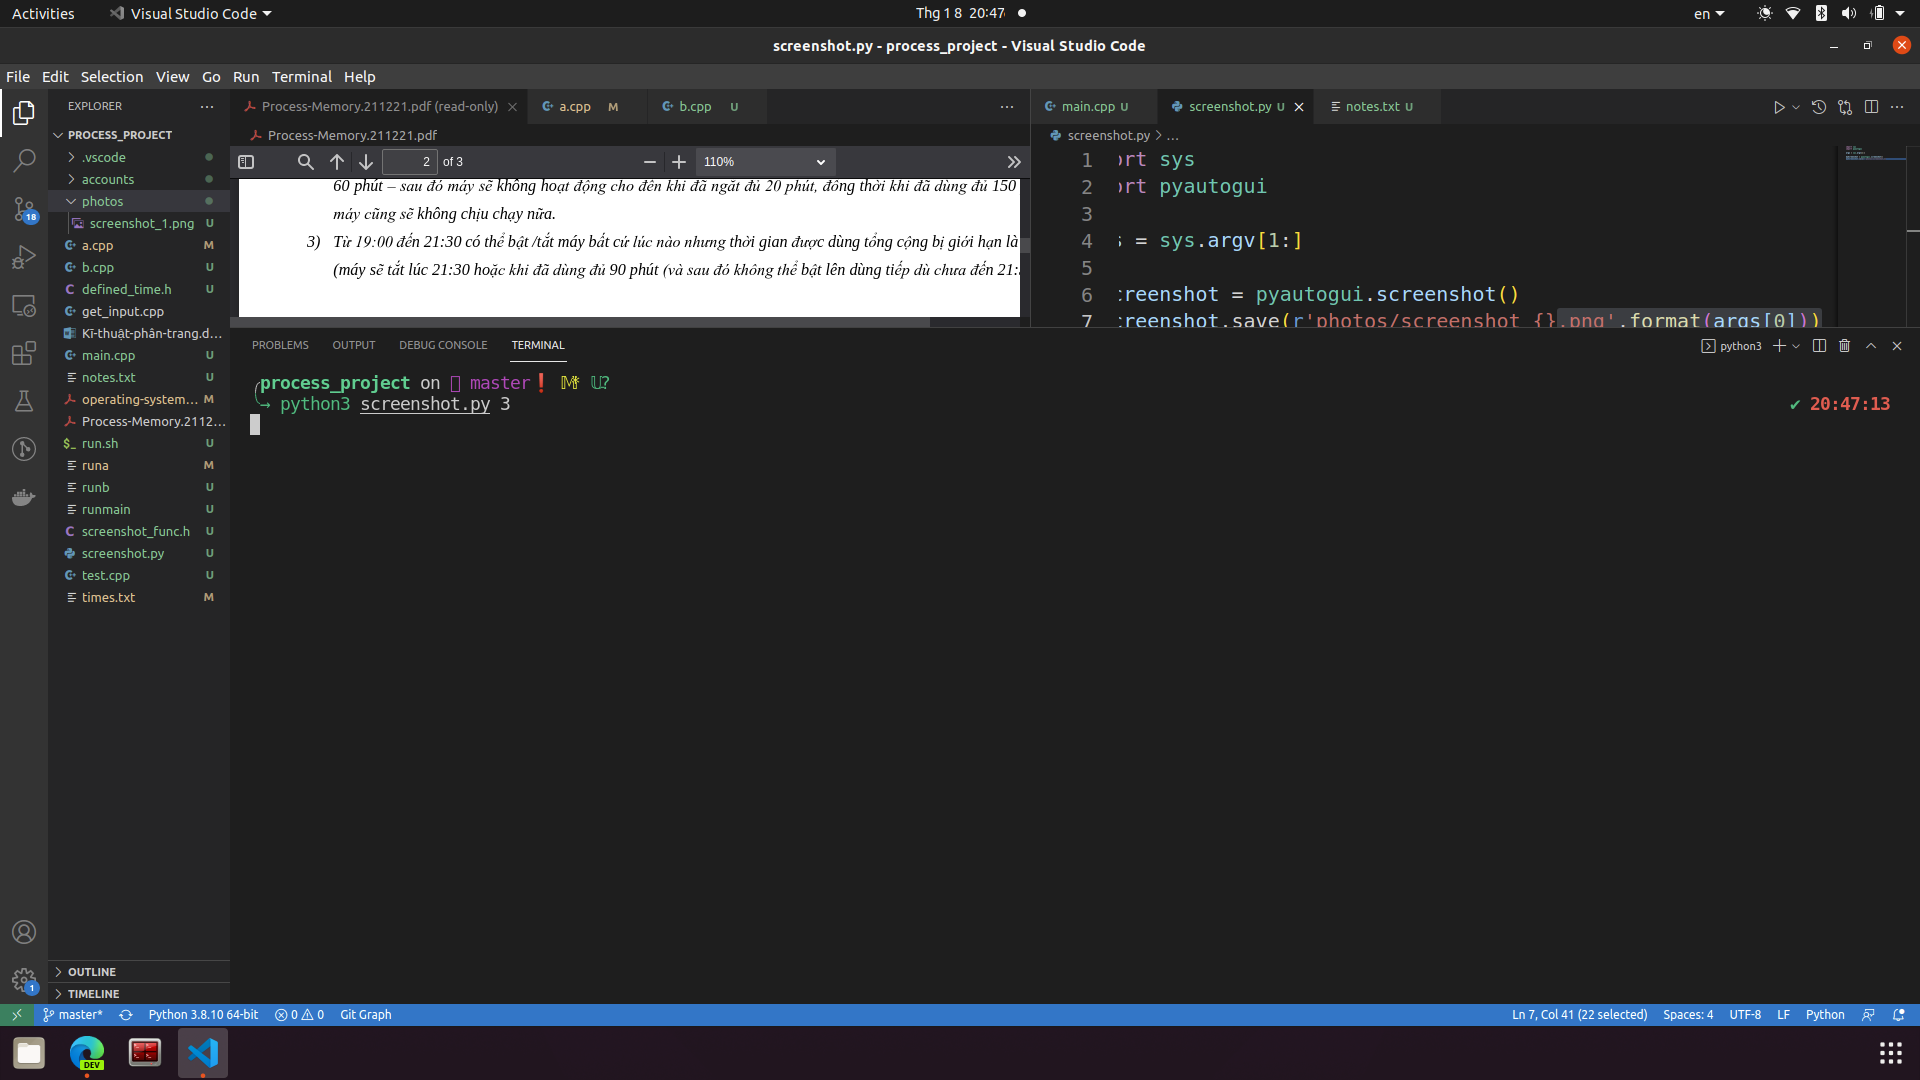 Activities
Visual Studio Code
Thg 1 8 20:47
en
screenshot.py - process_project - Visual Studio Code
File Edit Selection View Go Run Terminal Help
EXPLORER
PROCESS_PROJECT
.vscode
accounts
photos
screenshot_1.png U
a.cpp M
b.cpp U
defined_time.h U
get_input.cpp
Kĩ-thuật-phân-trang.d...
main.cpp U
notes.txt U
operating-system... M
Process-Memory.2112...
run.sh U
runa M
runb U
runmain U
screenshot_func.h U
screenshot.py U
test.cpp U
times.txt M
OUTLINE
TIMELINE
18
1
Process-Memory.211221.pdf (read-only)
a.cpp M
b.cpp U
Process-Memory.211221.pdf
2 of 3
110%
60 phút – sau đó máy sẽ không hoạt động cho đến khi đã ngắt đủ 20 phút, đồng thời khi đã dùng đủ 150
máy cũng sẽ không chịu chạy nữa.
3) Từ 19:00 đến 21:30 có thể bật /tắt máy bất cứ lúc nào nhưng thời gian được dùng tổng cộng bị giới hạn là
(máy sẽ tắt lúc 21:30 hoặc khi đã dùng đủ 90 phút (và sau đó không thể bật lên dùng tiếp dù chưa đến 21:
main.cpp U
screenshot.py U
notes.txt U
screenshot.py > ...
1 ort sys
2 ort pyautogui
3
4 s = sys.argv[1:]
5
6 creenshot = pyautogui.screenshot()
7 creenshot.save(r'photos/screenshot_{}.png'.format(args[0]))
PROBLEMS OUTPUT DEBUG CONSOLE TERMINAL
python3
process_project on master❗ M* U?
→ python3 screenshot.py 3
✔ 20:47:13
master*
Python 3.8.10 64-bit
0 0
Git Graph
Ln 7, Col 41 (22 selected)
Spaces: 4
UTF-8
LF
Python
DEV